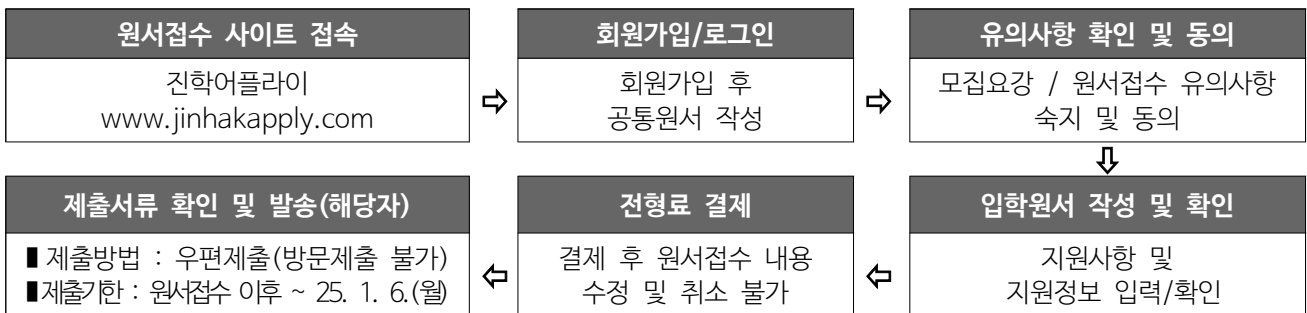 원서접수 사이트 접속
진학어플라이
www.jinhakapply.com
⇨
회원가입/로그인
회원가입 후
공통원서 작성
⇨
유의사항 확인 및 동의
모집요강 / 원서접수 유의사항
숙지 및 동의
⇩
입학원서 작성 및 확인
지원사항 및
지원정보 입력/확인
⇦
전형료 결제
결제 후 원서접수 내용
수정 및 취소 불가
⇦
제출서류 확인 및 발송(해당자)
▮제출방법 : 우편제출(방문제출 불가)
▮제출기한 : 원서접수 이후 ~ 25. 1. 6.(월)